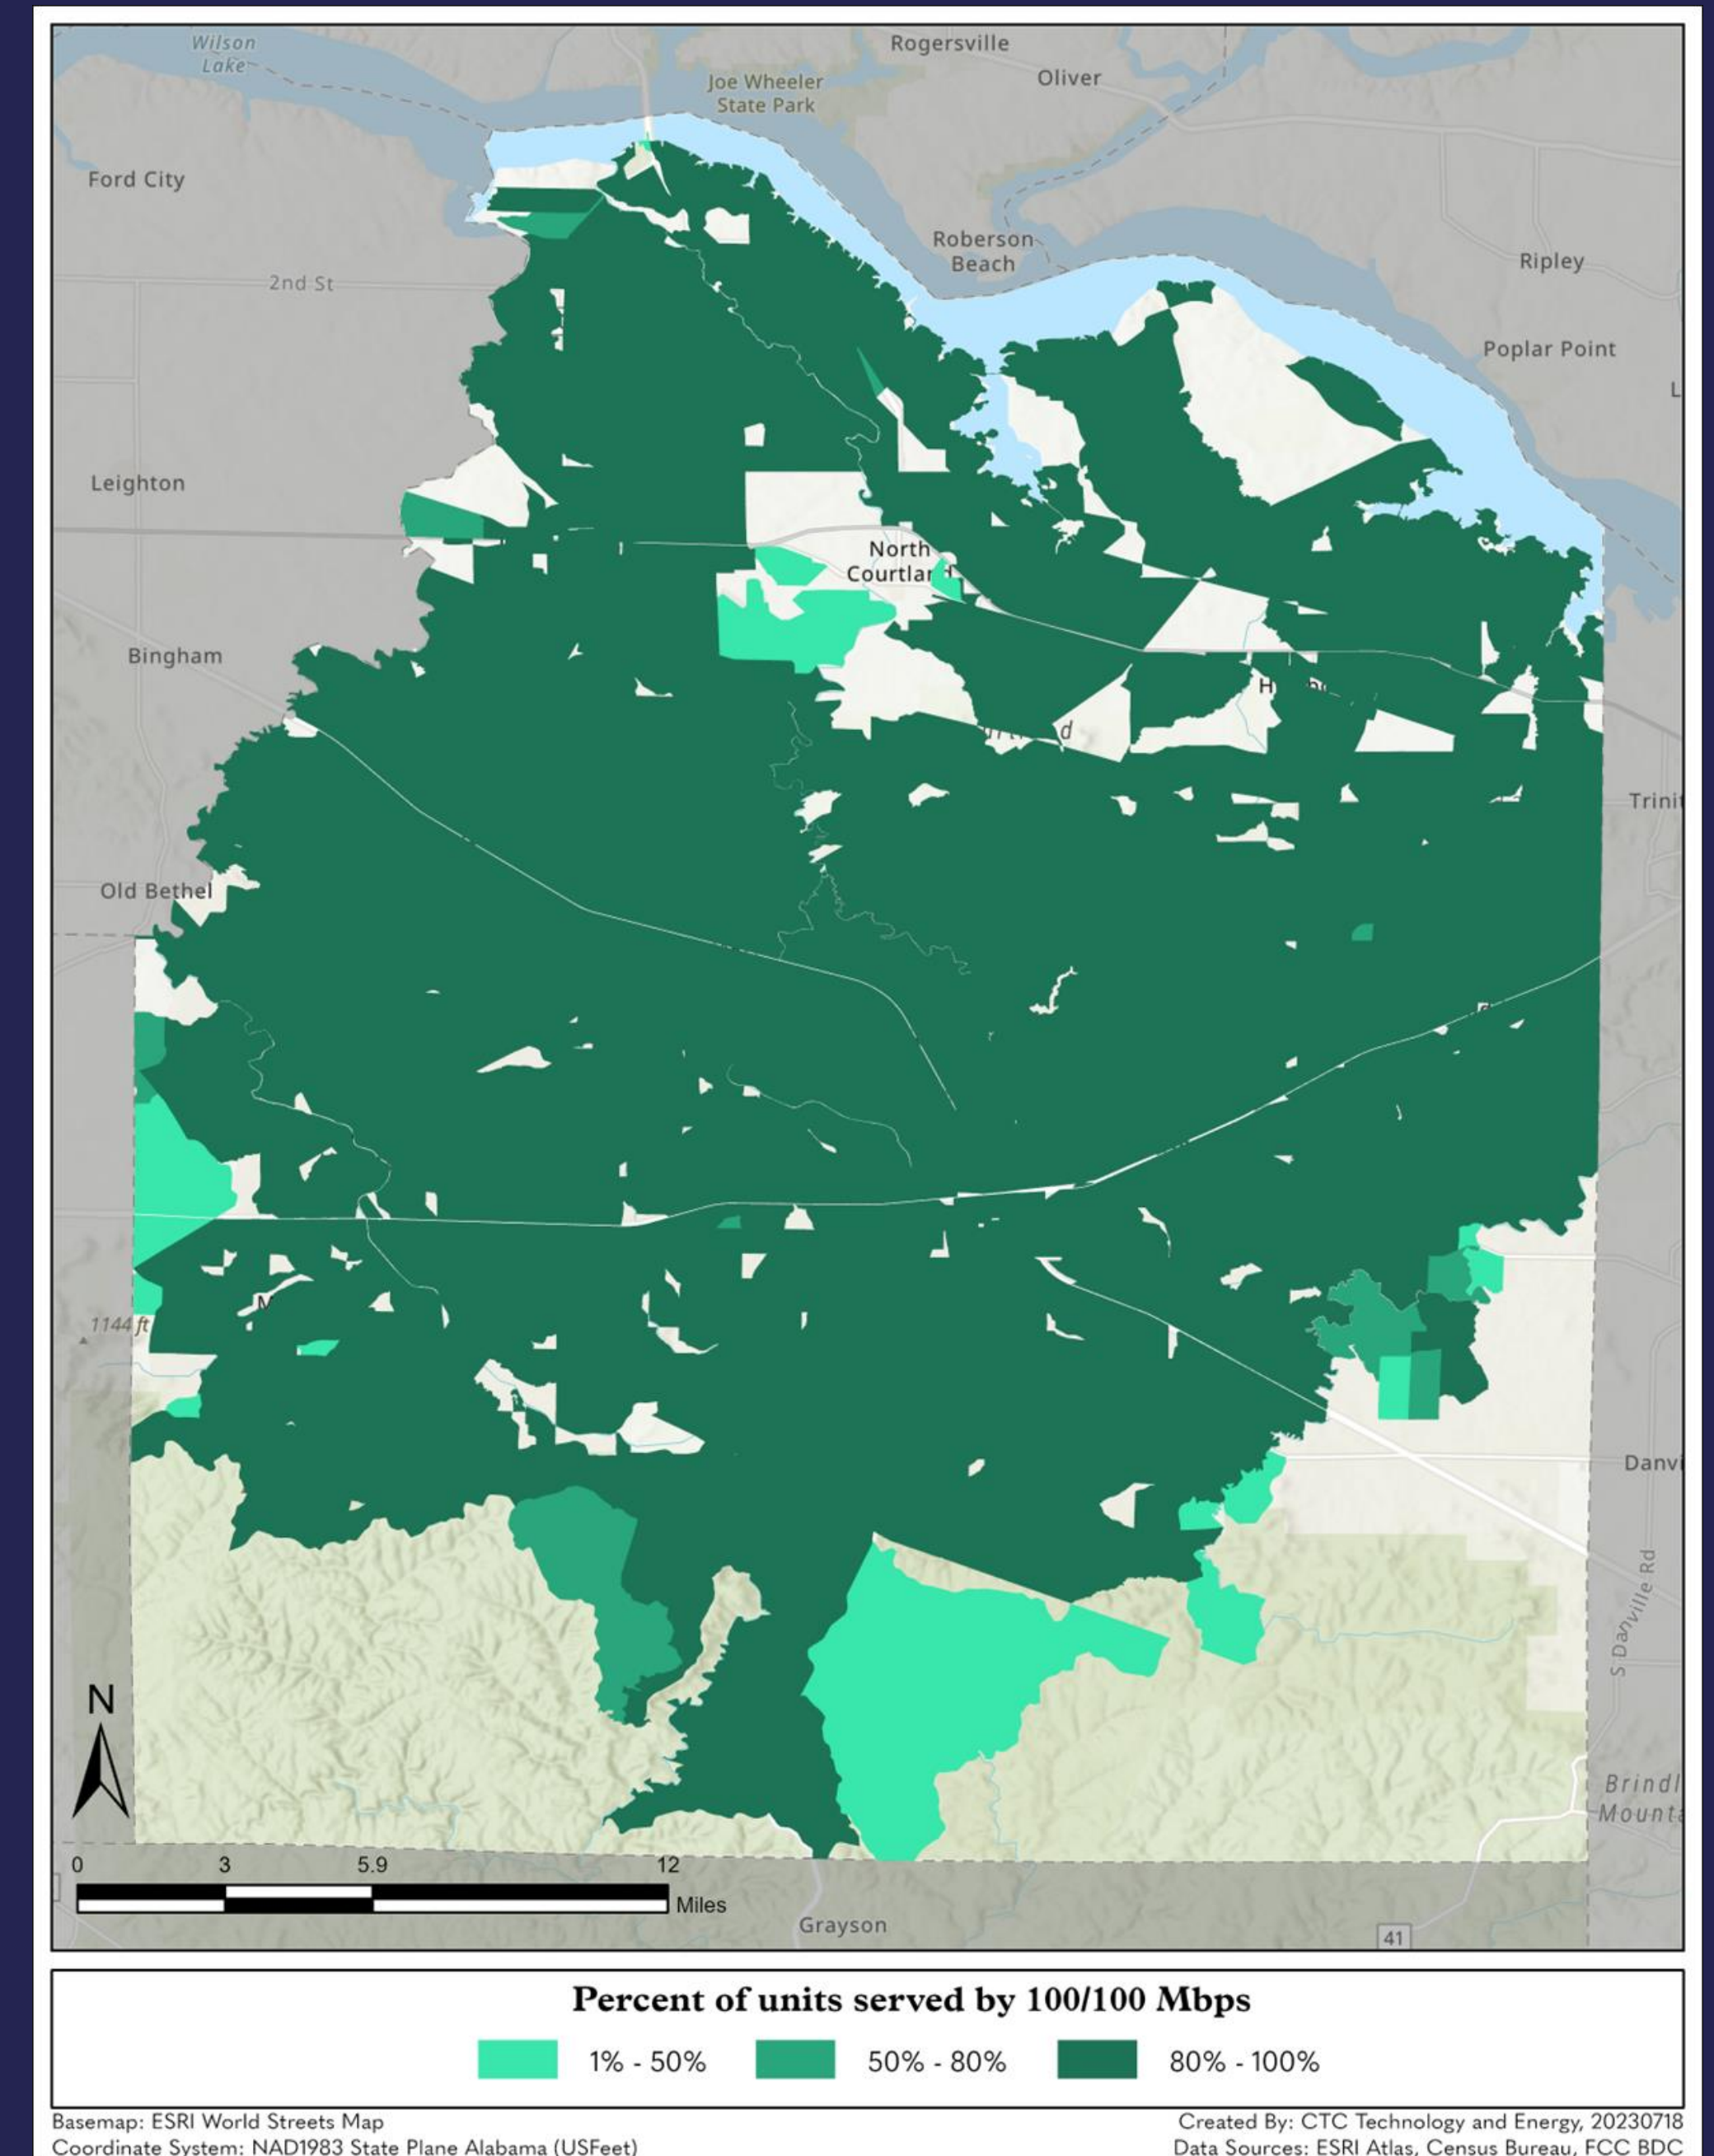 Wilson
Lake
Rogersville
Oliver
Joe Wheeler
State Park
Ford City
Roberson
Beach
2nd St
Ripley
Poplar Point
L
Leighton
North
Bingham
Old Bethel
1144 ft
S Danville Rd
N
0 3 5.9 12
Miles
Grayson
41
Percent of units served by 100/100 Mbps
1% - 50% 50% - 80% 80% - 100%
Basemap: ESRI World Streets Map
Coordinate System: NAD1983 State Plane Alabama (USFeet)
Created By: CTC Technology and Energy, 20230718
Data Sources: ESRI Atlas, Census Bureau, FCC BDC